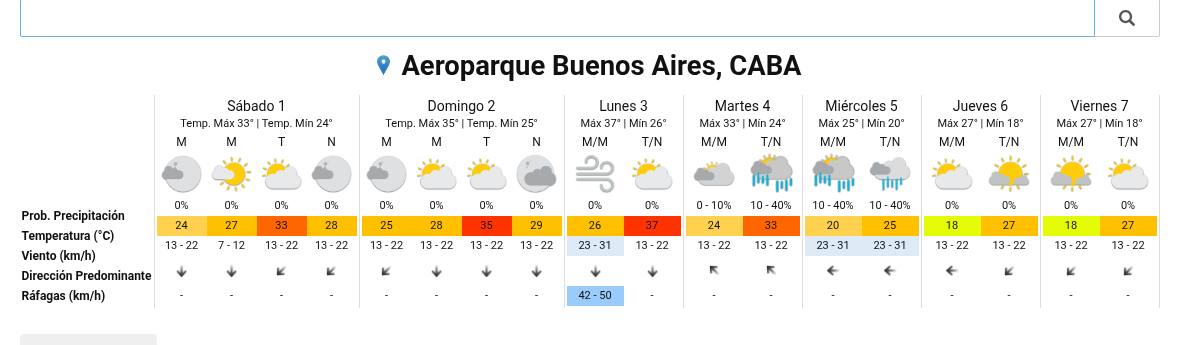 Aeroparque Buenos Aires, CABA
Sábado 1 Domingo 2 Lunes 3 Martes 4 Miércoles 5 Jueves 6 Viernes 7
Temp. Máx 33° | Temp. Mín 24° Temp. Máx 35° | Temp. Mín 25° Máx 37° | Mín 26° Máx 33° | Mín 24° Máx 25° | Mín 20° Máx 27° | Mín 18° Máx 27° | Mín 18°
M M T N M M T N M/M T/N M/M T/N M/M T/N M/M T/N M/M T/N
Prob. Precipitación 0% 0% 0% 0% 0% 0% 0% 0% 0% 0% 0 - 10% 10 - 40% 10 - 40% 10 - 40% 0% 0% 0% 0%
Temperatura (°C) 24 27 33 28 25 28 35 29 26 37 24 33 20 25 18 27 18 27
Viento (km/h) 13 - 22 7 - 12 13 - 22 13 - 22 13 - 22 13 - 22 13 - 22 13 - 22 23 - 31 13 - 22 13 - 22 13 - 22 23 - 31 23 - 31 13 - 22 13 - 22 13 - 22 13 - 22
Dirección Predominante
Ráfagas (km/h) - - - - - - - - 42 - 50 - - - - - - - - -